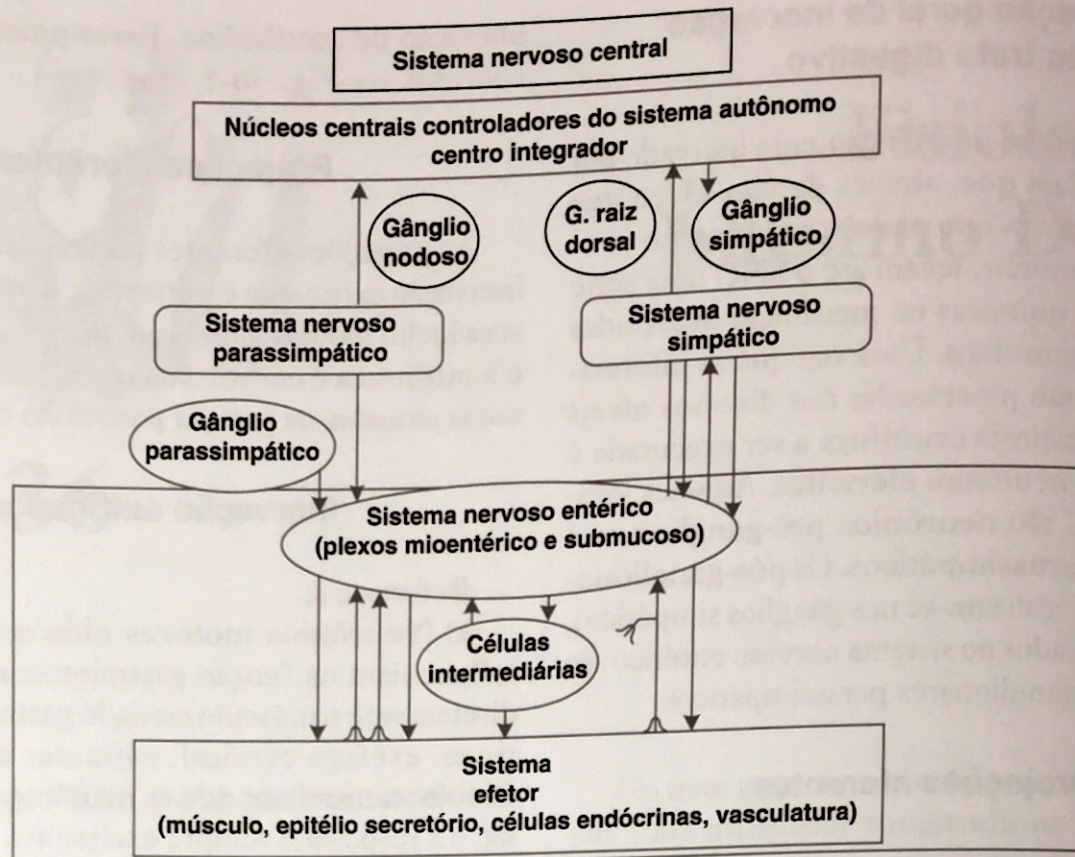 Sistema nervoso central
Núcleos centrais controladores do sistema autônomo
centro integrador
Gânglio
nodoso
G. raiz
dorsal
Gânglio
simpático
Sistema nervoso
parassimpático
Sistema nervoso
simpático
Gânglio
parassimpático
Sistema nervoso entérico
(plexos mioentérico e submucoso)
Células
intermediárias
Sistema
efetor
(músculo, epitélio secretório, células endócrinas, vasculatura)